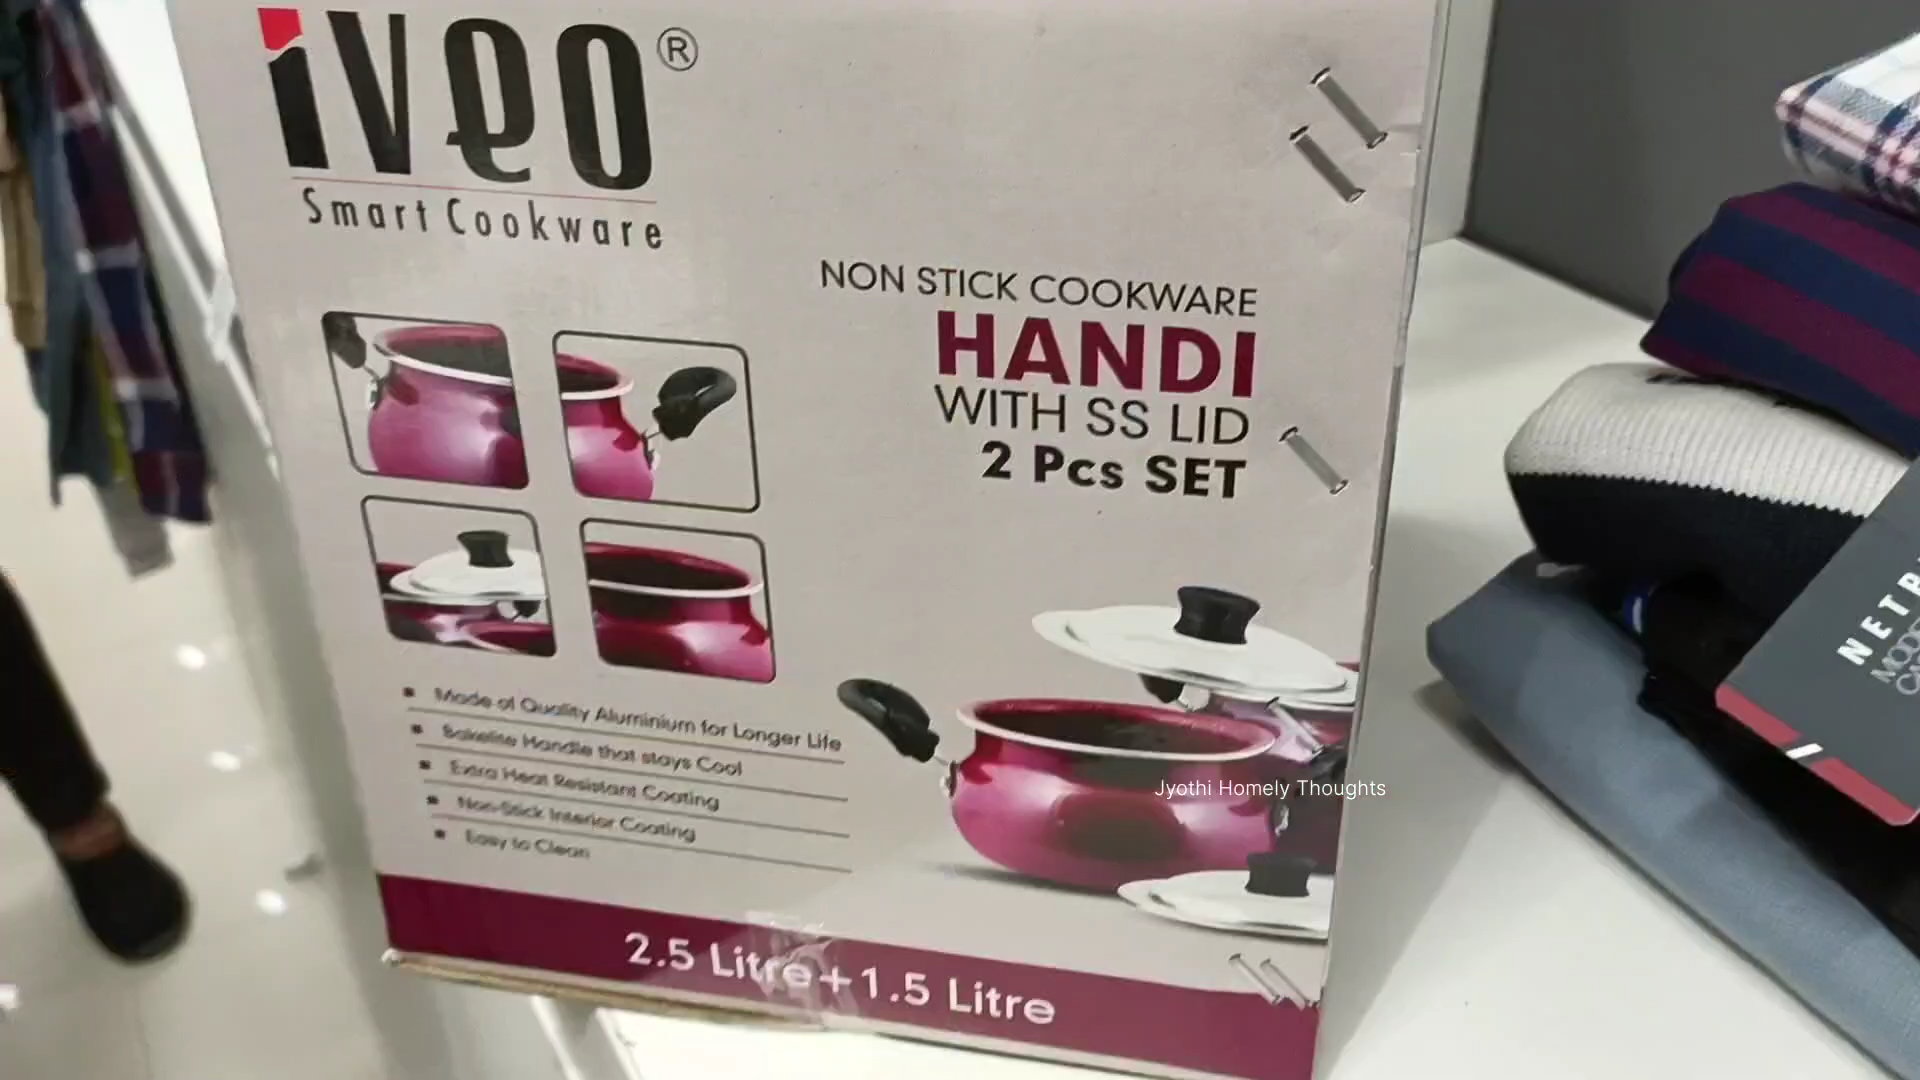 iveo®
Smart Cookware
NON STICK COOKWARE
HANDI
WITH SS LID
2 Pcs SET
Made of Quality Aluminium for Longer Life
Bakelite Handle that stays Cool
Extra Heat Resistant Coating
Non-Stick Interior Coating
Easy to Clean
2.5 Litre+1.5 Litre
Jyothi Homely Thoughts